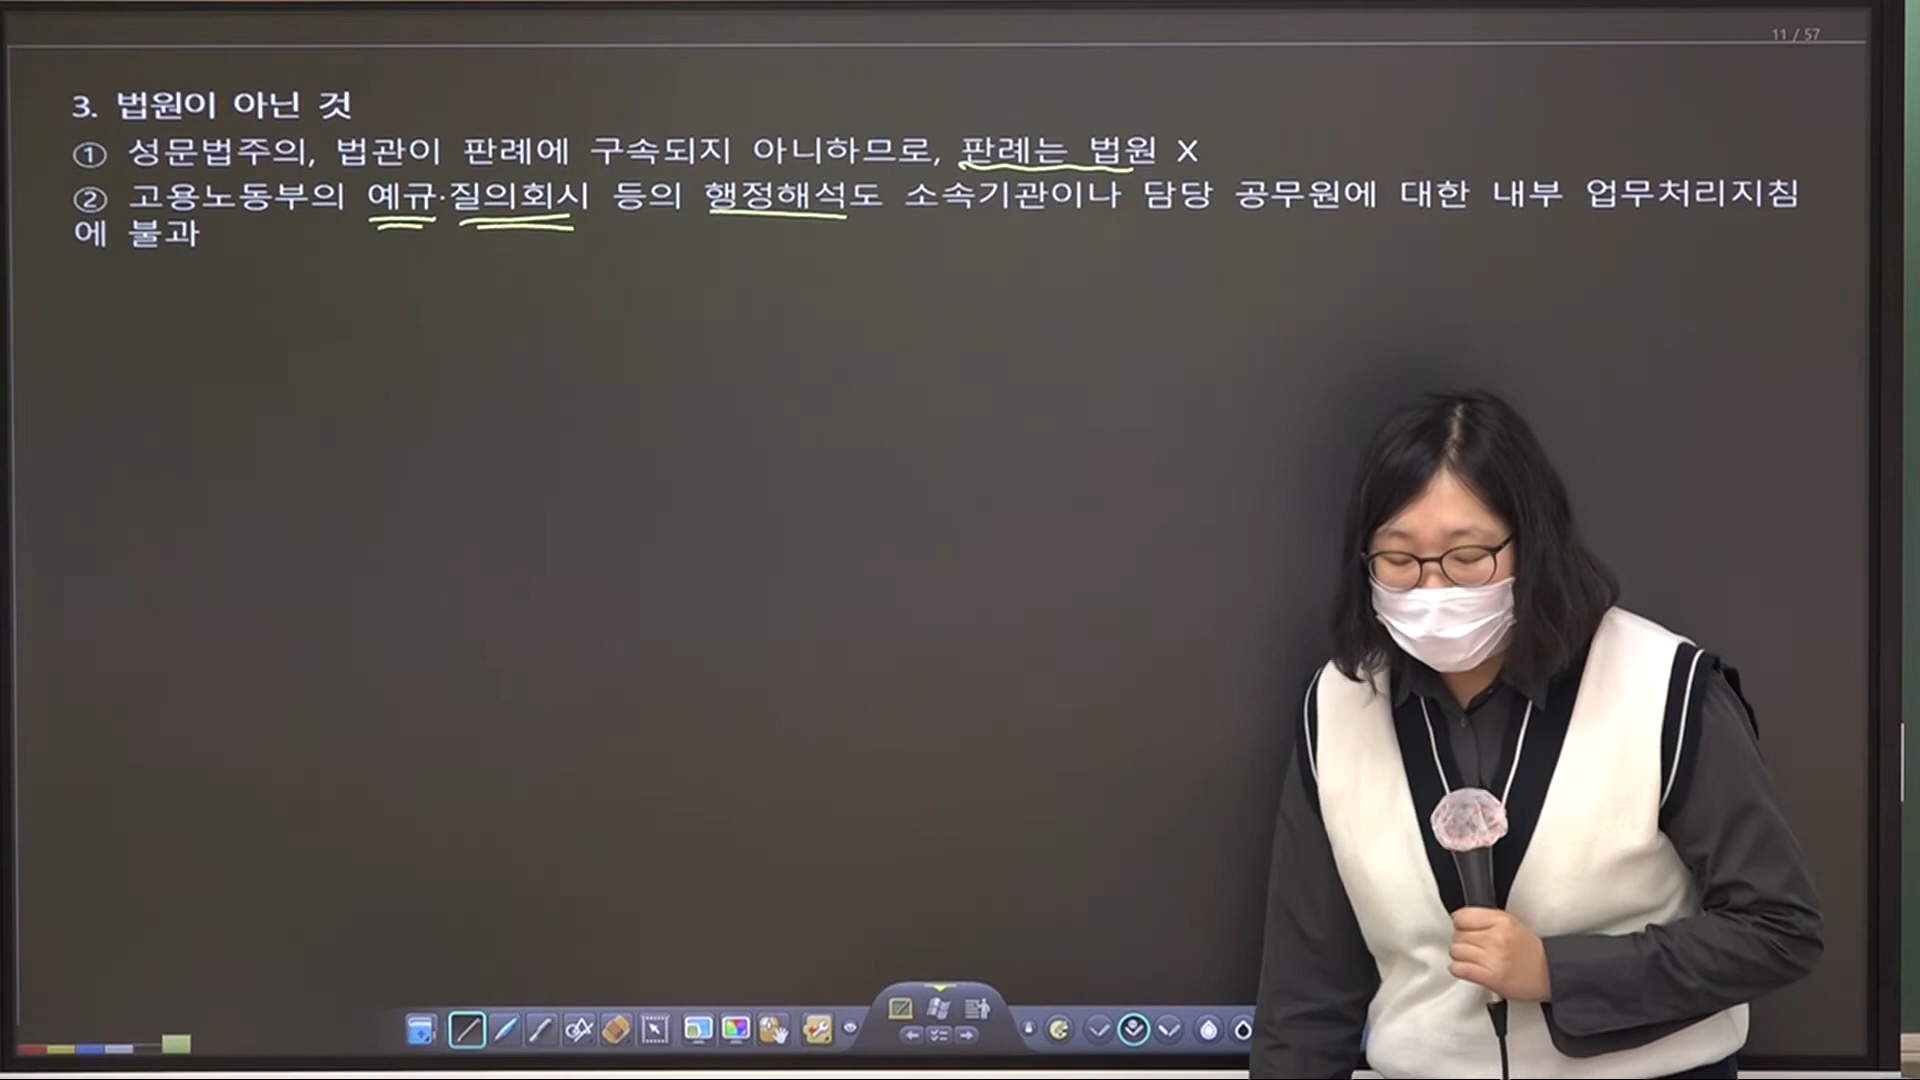 11 / 57
3. 법원이 아닌 것
① 성문법주의, 법관이 판례에 구속되지 아니하므로, 판례는 법원 X
② 고용노동부의 예규·질의회시 등의 행정해석도 소속기관이나 담당 공무원에 대한 내부 업무처리지침
에 불과